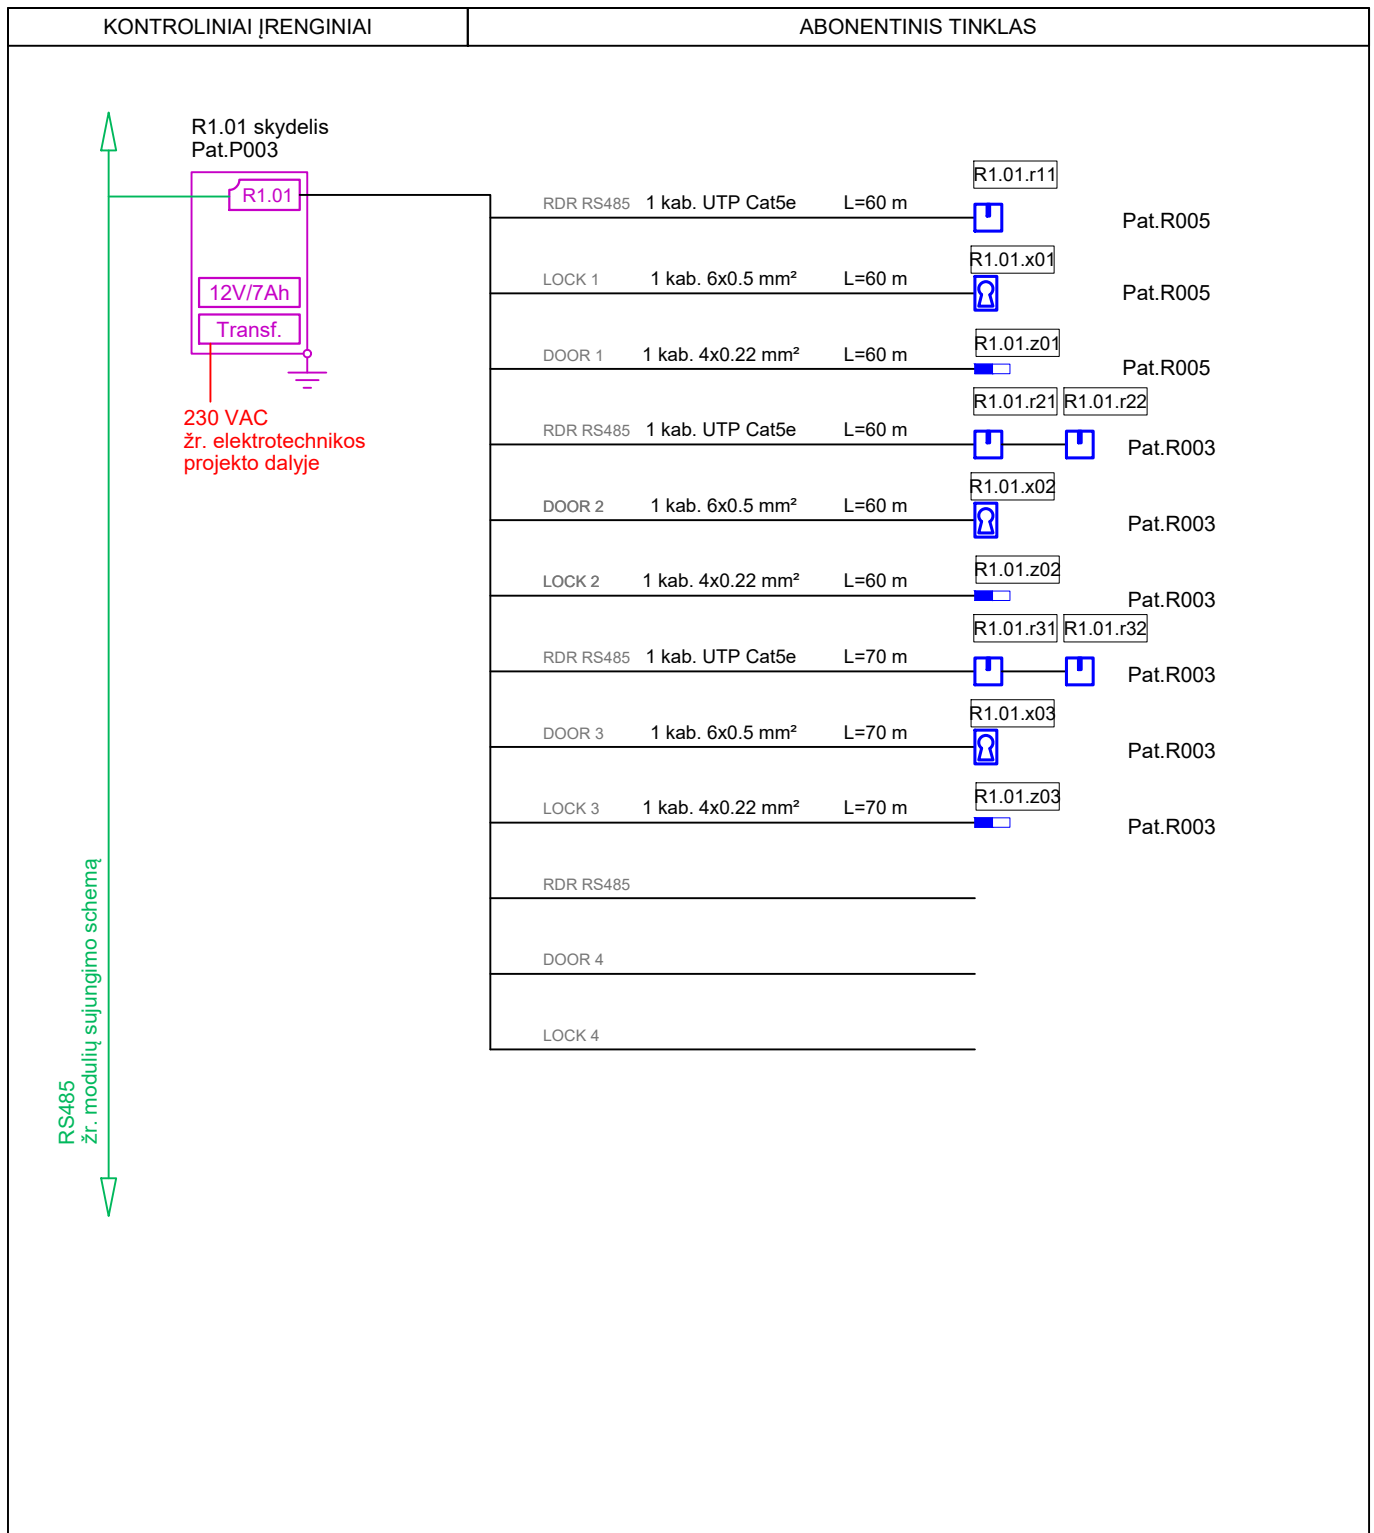 KONTROLINIAI ĮRENGINIAI
ABONENTINIS TINKLAS
R1.01 skydelis
Pat.P003
R1.01
12V/7Ah
Transf.
230 VAC
žr. elektrotechnikos
projekto dalyje
RS485
žr. modulių sujungimo schemą
RDR RS485 1 kab. UTP Cat5e L=60 m R1.01.r11 Pat.R005
LOCK 1 1 kab. 6x0.5 mm² L=60 m R1.01.x01 Pat.R005
DOOR 1 1 kab. 4x0.22 mm² L=60 m R1.01.z01 Pat.R005
RDR RS485 1 kab. UTP Cat5e L=60 m R1.01.r21 R1.01.r22 Pat.R003
DOOR 2 1 kab. 6x0.5 mm² L=60 m R1.01.x02 Pat.R003
LOCK 2 1 kab. 4x0.22 mm² L=60 m R1.01.z02 Pat.R003
RDR RS485 1 kab. UTP Cat5e L=70 m R1.01.r31 R1.01.r32 Pat.R003
DOOR 3 1 kab. 6x0.5 mm² L=70 m R1.01.x03 Pat.R003
LOCK 3 1 kab. 4x0.22 mm² L=70 m R1.01.z03 Pat.R003
RDR RS485
DOOR 4
LOCK 4